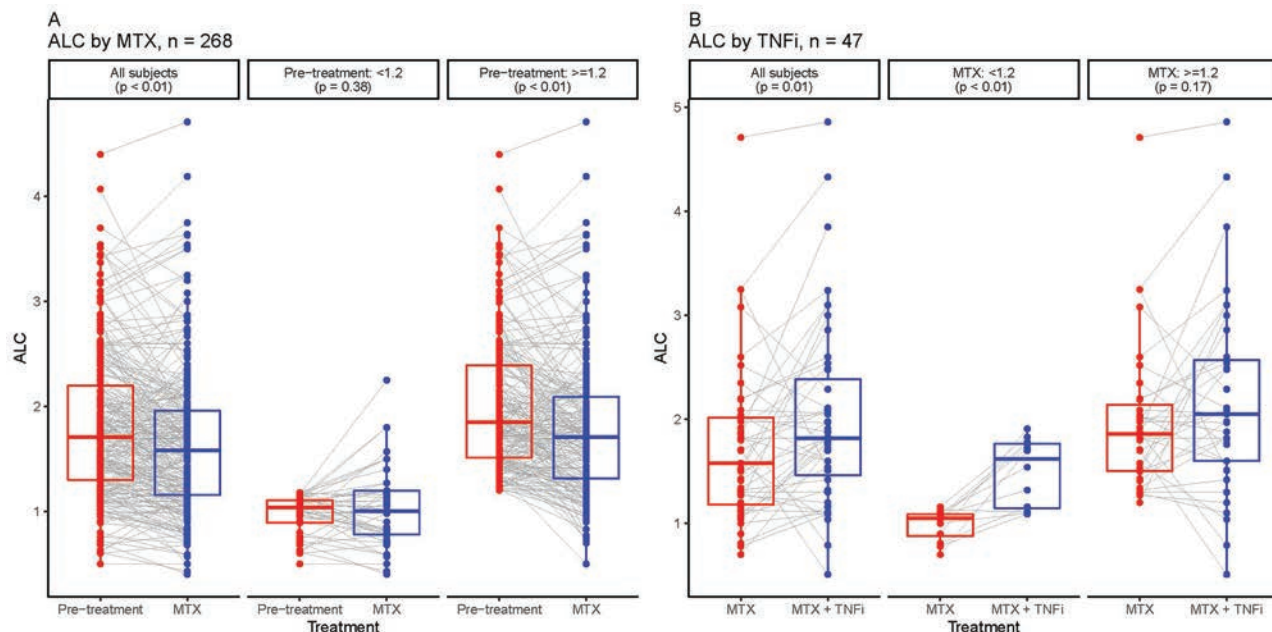 A
ALC by MTX, n = 268
All subjects
(p < 0.01)
Pre-treatment: <1.2
(p = 0.38)
Pre-treatment: >=1.2
(p < 0.01)
ALC
4
3
2
1
Pre-treatment MTX Pre-treatment MTX Pre-treatment MTX
Treatment
B
ALC by TNFi, n = 47
All subjects
(p = 0.01)
MTX: <1.2
(p < 0.01)
MTX: >=1.2
(p = 0.17)
ALC
5
4
3
2
1
MTX MTX + TNFi MTX MTX + TNFi MTX MTX + TNFi
Treatment